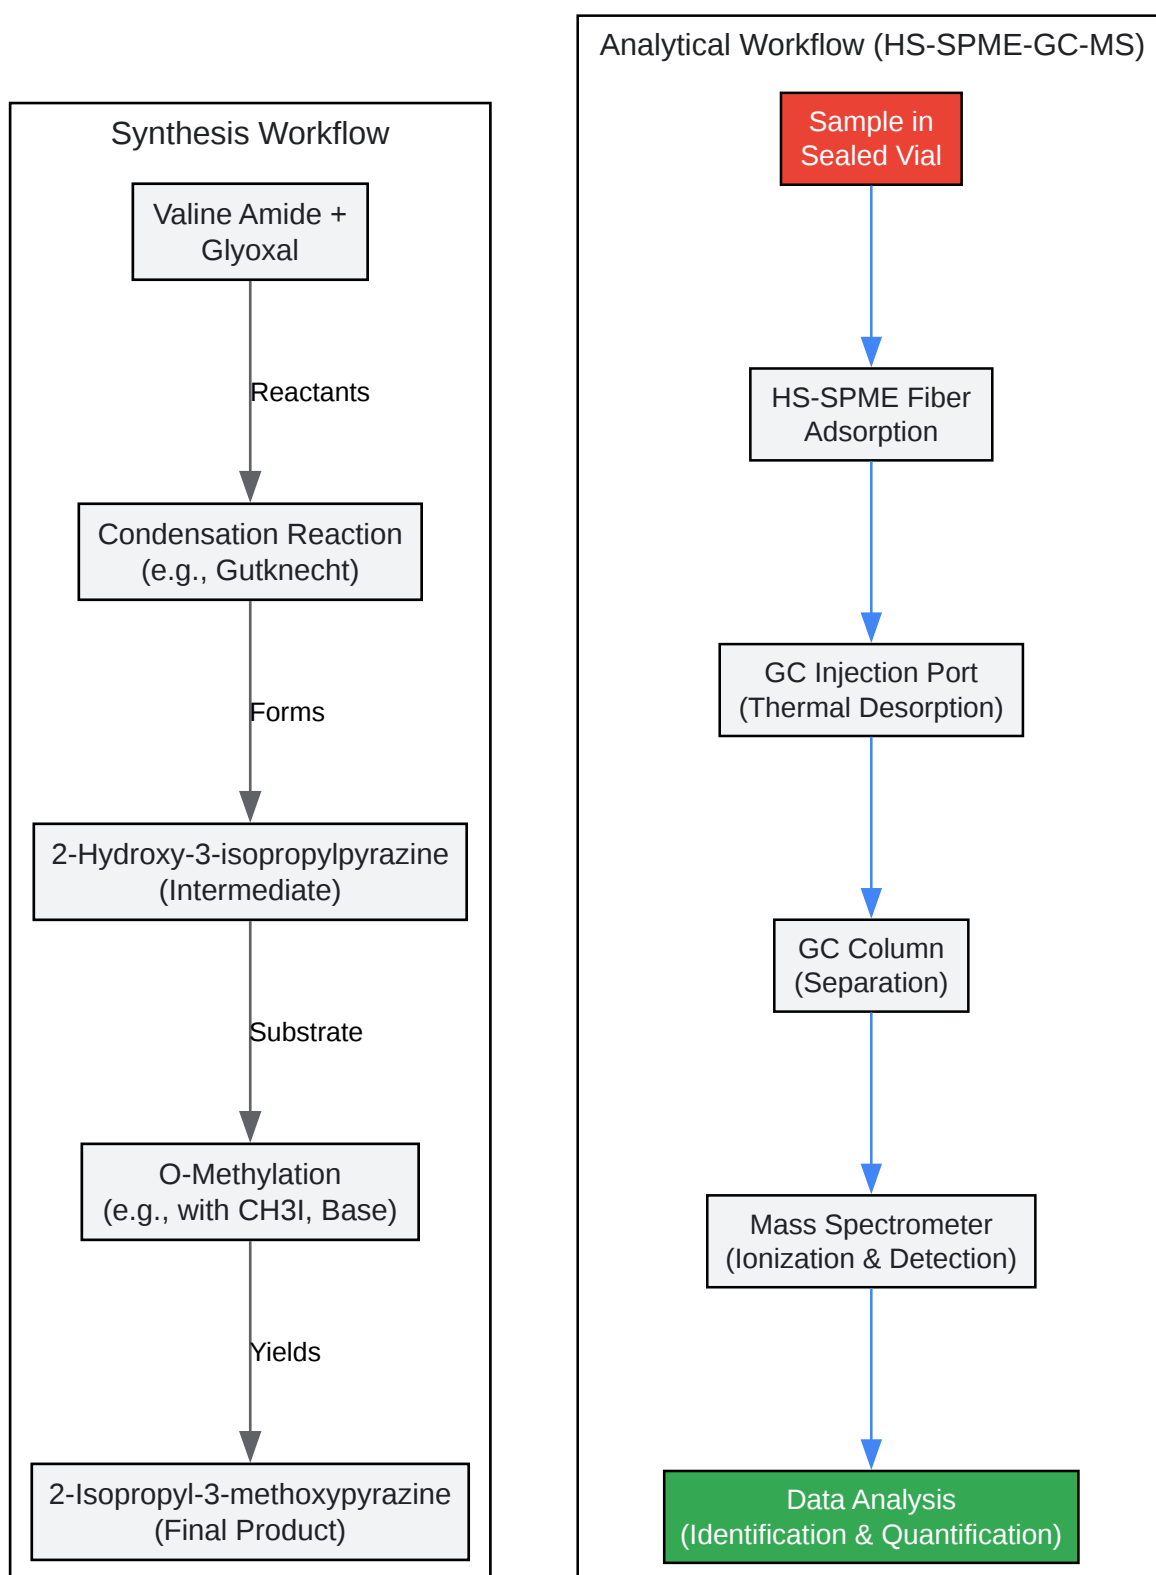 Synthesis Workflow
Valine Amide +
Glyoxal
Reactants
Condensation Reaction
(e.g., Gutknecht)
Forms
2-Hydroxy-3-isopropylpyrazine
(Intermediate)
Substrate
O-Methylation
(e.g., with CH3I, Base)
Yields
2-Isopropyl-3-methoxypyrazine
(Final Product)
Analytical Workflow (HS-SPME-GC-MS)
Sample in
Sealed Vial
HS-SPME Fiber
Adsorption
GC Injection Port
(Thermal Desorption)
GC Column
(Separation)
Mass Spectrometer
(Ionization & Detection)
Data Analysis
(Identification & Quantification)